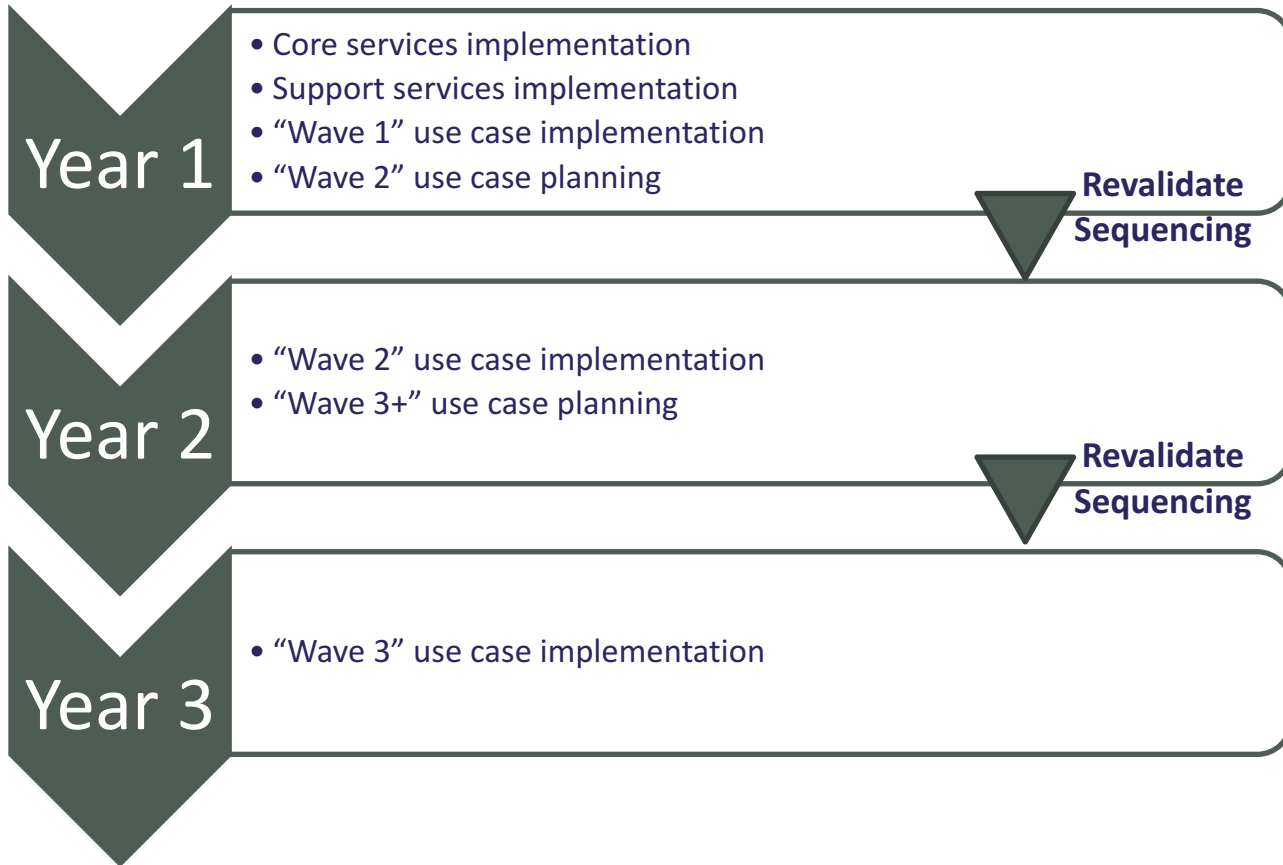 Year 1
• Core services implementation
• Support services implementation
• “Wave 1” use case implementation
• “Wave 2” use case planning
Revalidate
Sequencing
Year 2
• “Wave 2” use case implementation
• “Wave 3+” use case planning
Revalidate
Sequencing
Year 3
• “Wave 3” use case implementation